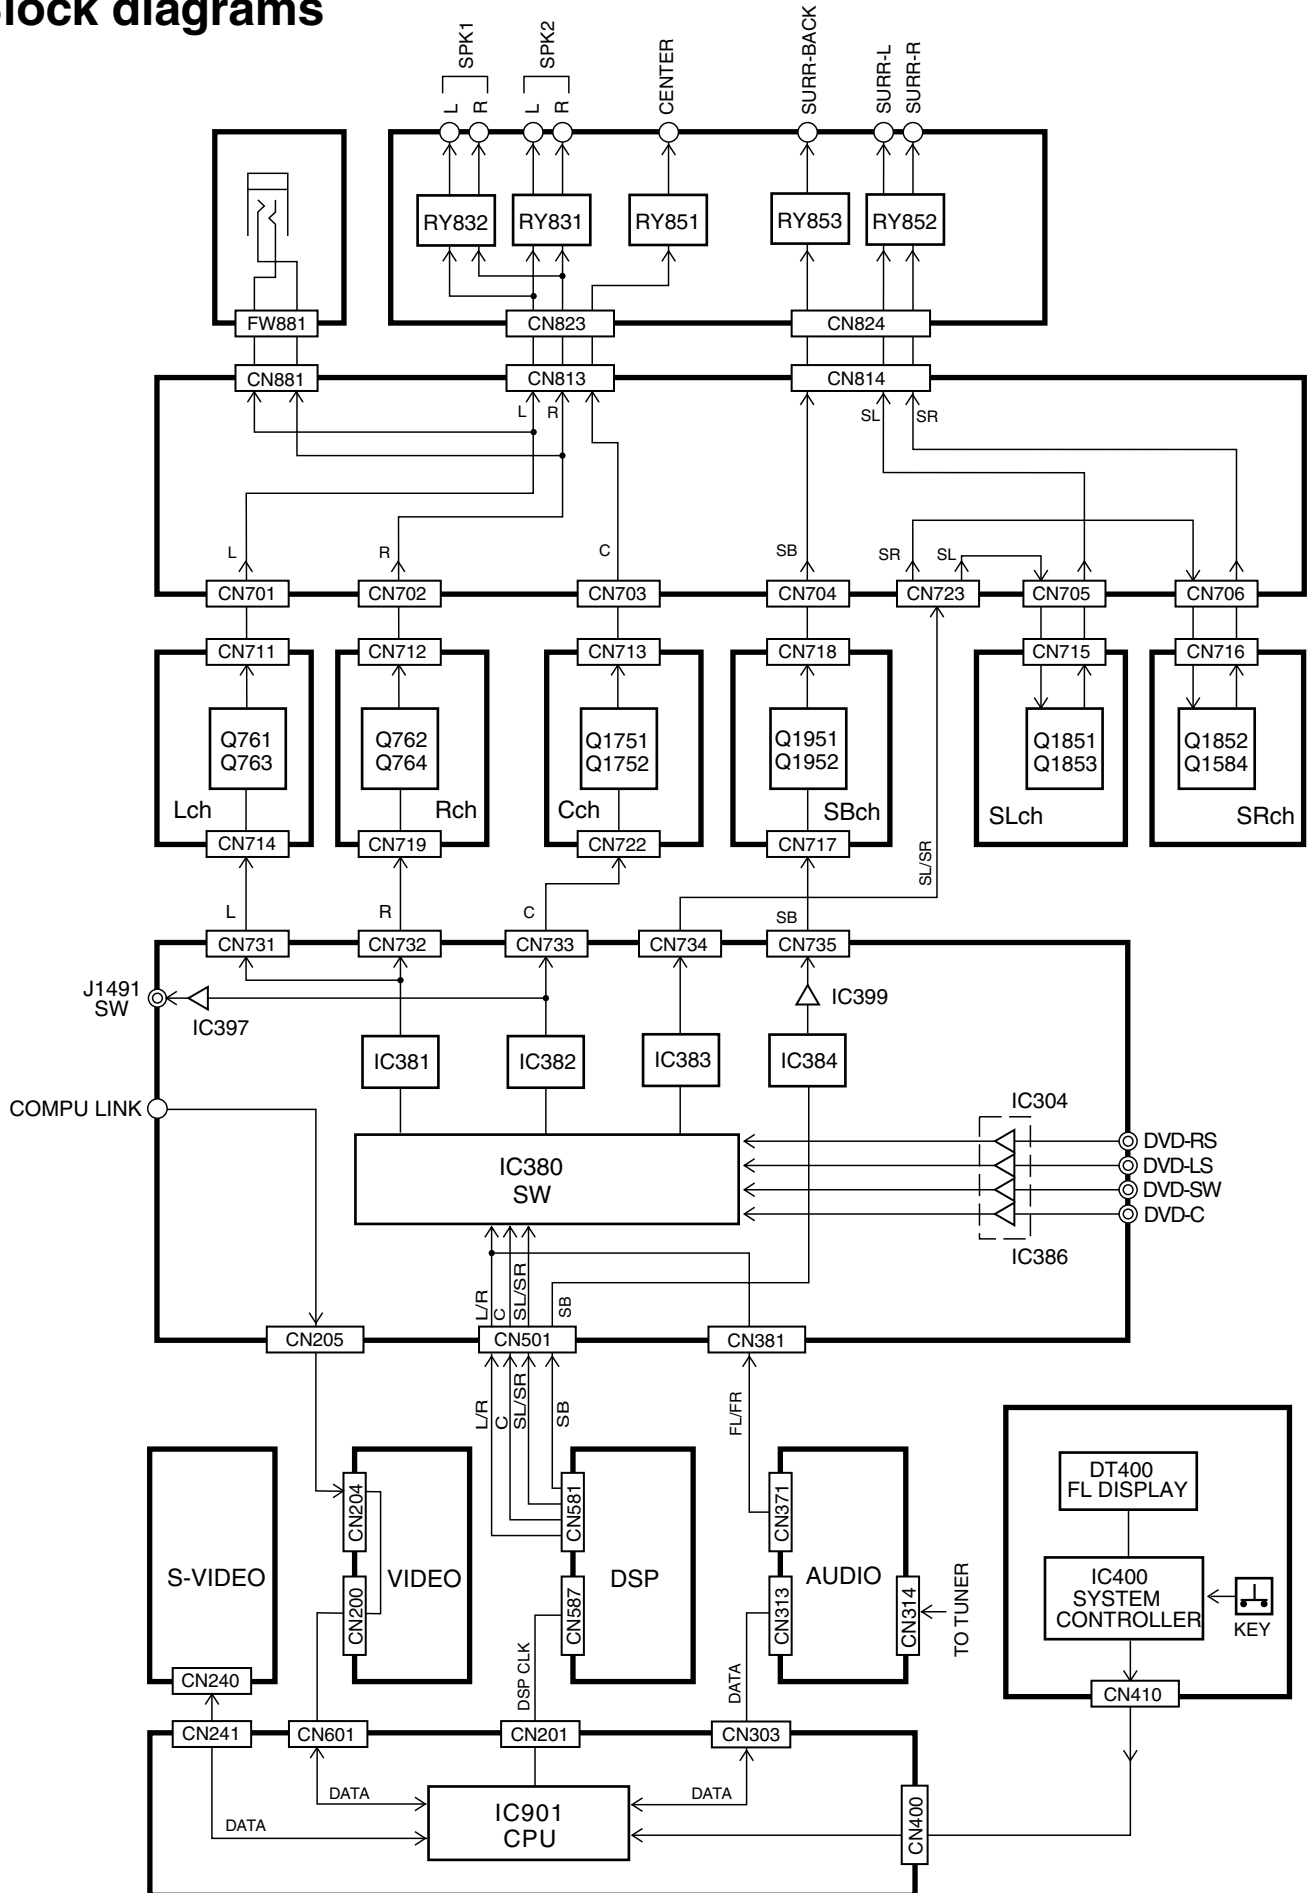 Block diagrams
SPK1
SPK2
L
R
L
R
CENTER
SURR-BACK
SURR-L
SURR-R
RY832
RY831
RY851
RY853
RY852
FW881
CN823
CN824
CN881
CN813
CN814
L
R
SL
SR
L
R
C
SB
SR
SL
CN701
CN702
CN703
CN704
CN723
CN705
CN706
CN711
CN712
CN713
CN718
CN715
CN716
Q761
Q763
Q762
Q764
Q1751
Q1752
Q1951
Q1952
Q1851
Q1853
Q1852
Q1584
Lch
Rch
Cch
SBch
SLch
SRch
CN714
CN719
CN722
CN717
SL/SR
L
R
C
SB
CN731
CN732
CN733
CN734
CN735
J1491
SW
IC397
IC399
IC381
IC382
IC383
IC384
COMPU LINK
IC304
IC380
SW
DVD-RS
DVD-LS
DVD-SW
DVD-C
IC386
L/R
C
SL/SR
SB
CN205
CN501
CN381
L/R
C
SL/SR
SB
FL/FR
DT400
FL DISPLAY
CN204
CN581
CN371
S-VIDEO
VIDEO
DSP
AUDIO
IC400
SYSTEM
CONTROLLER
KEY
CN200
CN587
CN313
CN314
TO TUNER
CN240
DSP CLK
DATA
CN410
CN241
CN601
CN201
CN303
DATA
DATA
DATA
IC901
CPU
CN400